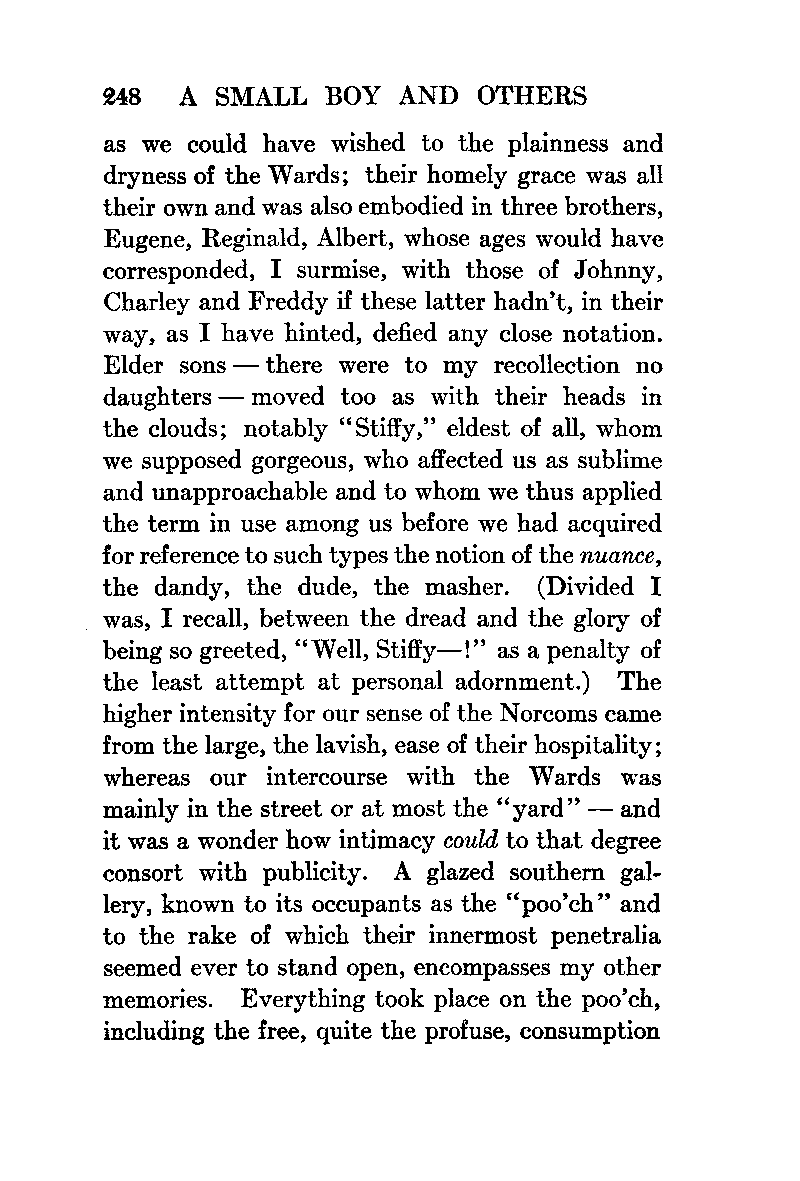 248 A SMALL BOY AND OTHERS
as we could have wished to the plainness and
dryness of the Wards; their homely grace was all
their own and was also embodied in three brothers,
Eugene, Reginald, Albert, whose ages would have
corresponded, I surmise, with those of Johnny,
Charley and Freddy if these latter hadn't, in their
way, as I have hinted, defied any close notation.
Elder sons — there were to my recollection no
daughters — moved too as with their heads in
the clouds; notably "Stiffy," eldest of all, whom
we supposed gorgeous, who affected us as sublime
and unapproachable and to whom we thus applied
the term in use among us before we had acquired
for reference to such types the notion of the nuance,
the dandy, the dude, the masher. (Divided I
was, I recall, between the dread and the glory of
being so greeted, "Well, Stiffy—!" as a penalty of
the least attempt at personal adornment.) The
higher intensity for our sense of the Norcoms came
from the large, the lavish, ease of their hospitality;
whereas our intercourse with the Wards was
mainly in the street or at most the "yard" — and
it was a wonder how intimacy could to that degree
consort with publicity. A glazed southern gal-
lery, known to its occupants as the "poo'ch" and
to the rake of which their innermost penetralia
seemed ever to stand open, encompasses my other
memories. Everything took place on the poo'ch,
including the free, quite the profuse, consumption